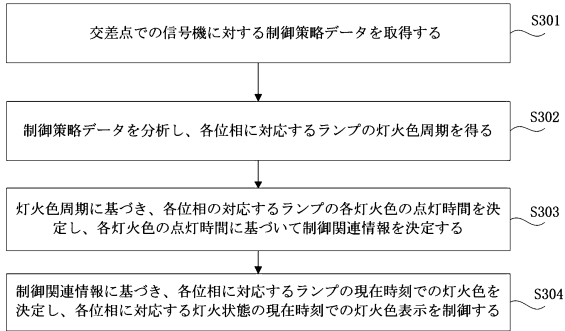 交差点での信号機に対する制御策略データを取得する
S301
制御策略データを分析し、各位相に対応するランプの灯火色周期を得る
S302
灯火色周期に基づき、各位相の対応するランプの各灯火色の点灯時間を決
定し、各灯火色の点灯時間に基づいて制御関連情報を決定する
S303
制御関連情報に基づき、各位相に対応するランプの現在時刻での灯火色を
決定し、各位相に対応する灯火状態の現在時刻での灯火色表示を制御する
S304